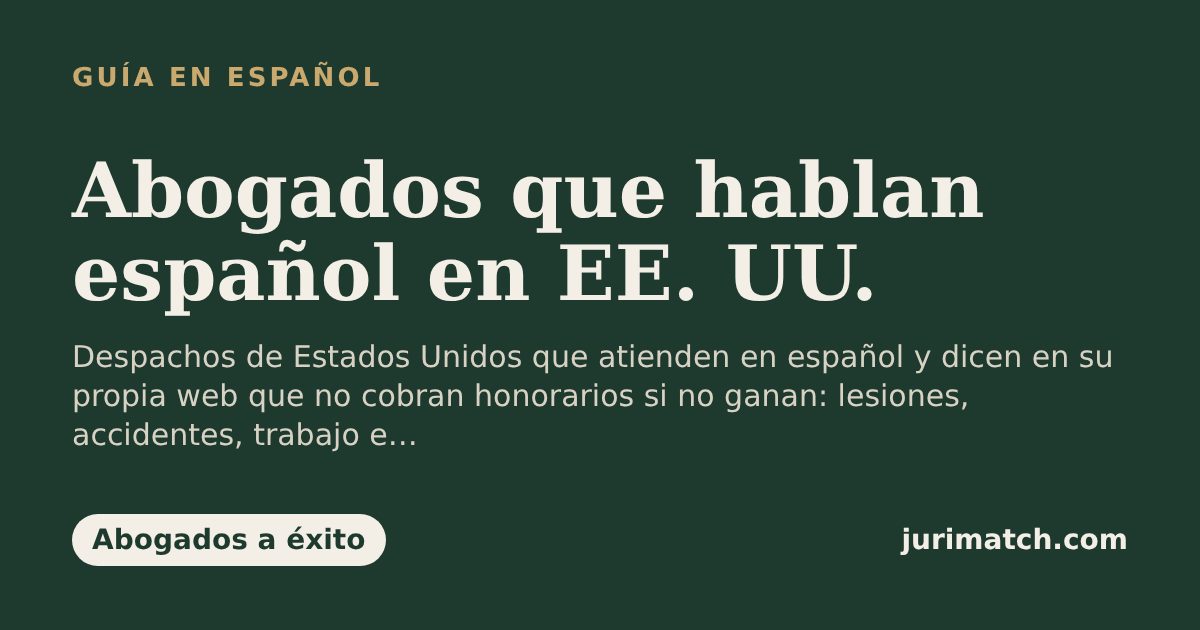 GUÍA EN ESPAÑOL
Abogados que hablan
español en EE. UU.
Despachos de Estados Unidos que atienden en español y dicen en su
propia web que no cobran honorarios si no ganan: lesiones,
accidentes, trabajo e...
Abogados a éxito
jurimatch.com